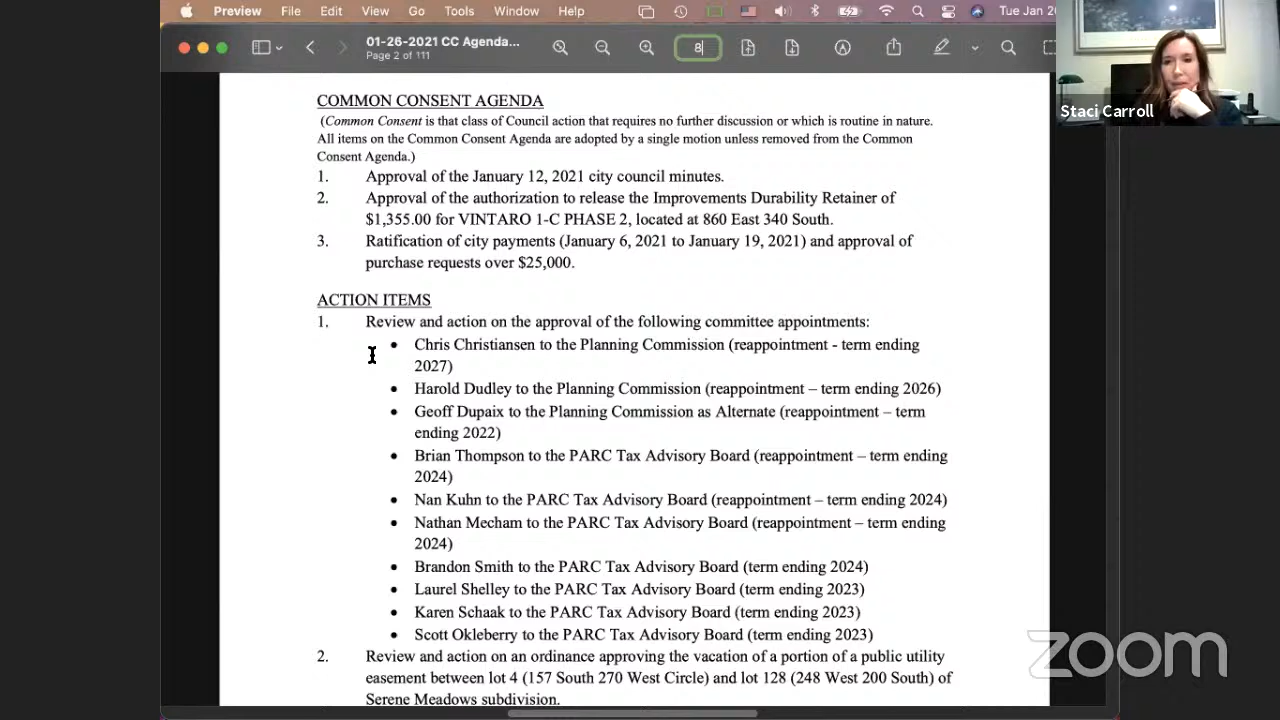 Preview File Edit View Go Tools Window Help Tue Jan 20
01-26-2021 CC Agenda...
Page 2 of 111
8
Staci Carroll
COMMON CONSENT AGENDA
(Common Consent is that class of Council action that requires no further discussion or which is routine in nature.
All items on the Common Consent Agenda are adopted by a single motion unless removed from the Common
Consent Agenda.)
1. Approval of the January 12, 2021 city council minutes.
2. Approval of the authorization to release the Improvements Durability Retainer of
$1,355.00 for VINTARO 1-C PHASE 2, located at 860 East 340 South.
3. Ratification of city payments (January 6, 2021 to January 19, 2021) and approval of
purchase requests over $25,000.
ACTION ITEMS
1. Review and action on the approval of the following committee appointments:
• Chris Christiansen to the Planning Commission (reappointment - term ending
2027)
• Harold Dudley to the Planning Commission (reappointment – term ending 2026)
• Geoff Dupaix to the Planning Commission as Alternate (reappointment – term
ending 2022)
• Brian Thompson to the PARC Tax Advisory Board (reappointment – term ending
2024)
• Nan Kuhn to the PARC Tax Advisory Board (reappointment – term ending 2024)
• Nathan Mecham to the PARC Tax Advisory Board (reappointment – term ending
2024)
• Brandon Smith to the PARC Tax Advisory Board (term ending 2024)
• Laurel Shelley to the PARC Tax Advisory Board (term ending 2023)
• Karen Schaak to the PARC Tax Advisory Board (term ending 2023)
• Scott Okleberry to the PARC Tax Advisory Board (term ending 2023)
2. Review and action on an ordinance approving the vacation of a portion of a public utility
easement between lot 4 (157 South 270 West Circle) and lot 128 (248 West 200 South) of
Serene Meadows subdivision.
zoom